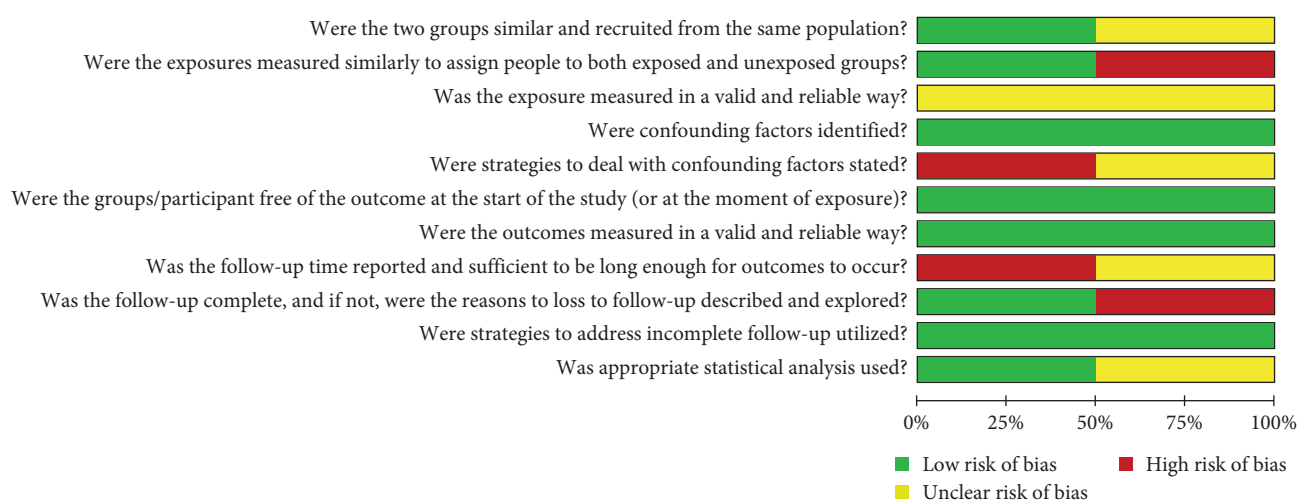 Were the two groups similar and recruited from the same population?
Were the exposures measured similarly to assign people to both exposed and unexposed groups?
Was the exposure measured in a valid and reliable way?
Were confounding factors identified?
Were strategies to deal with confounding factors stated?
Were the groups/participant free of the outcome at the start of the study (or at the moment of exposure)?
Were the outcomes measured in a valid and reliable way?
Was the follow-up time reported and sufficient to be long enough for outcomes to occur?
Was the follow-up complete, and if not, were the reasons to loss to follow-up described and explored?
Were strategies to address incomplete follow-up utilized?
Was appropriate statistical analysis used?
0% 25% 50% 75% 100%
Low risk of bias High risk of bias
Unclear risk of bias